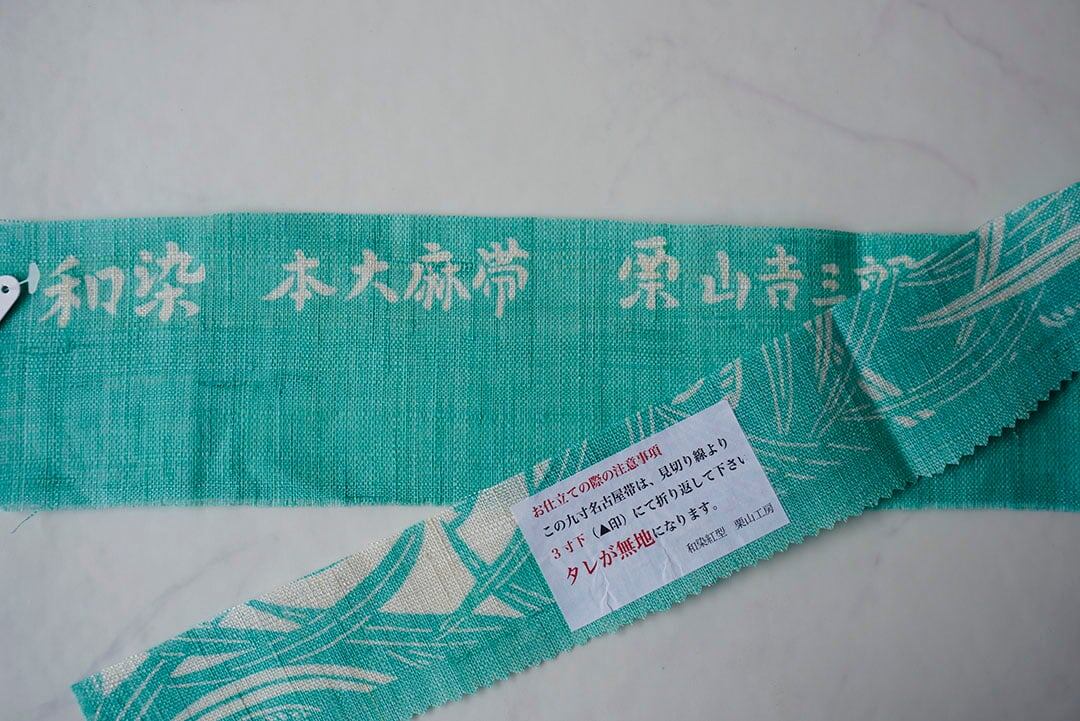 和染 本大麻帯 栗山吉三郎
お仕立ての際の注意事項
この九寸名古屋帯は、見切り線より
3寸下（▲印）にて折り返して下さい
タレが無地になります。
和染紅型 栗山工房